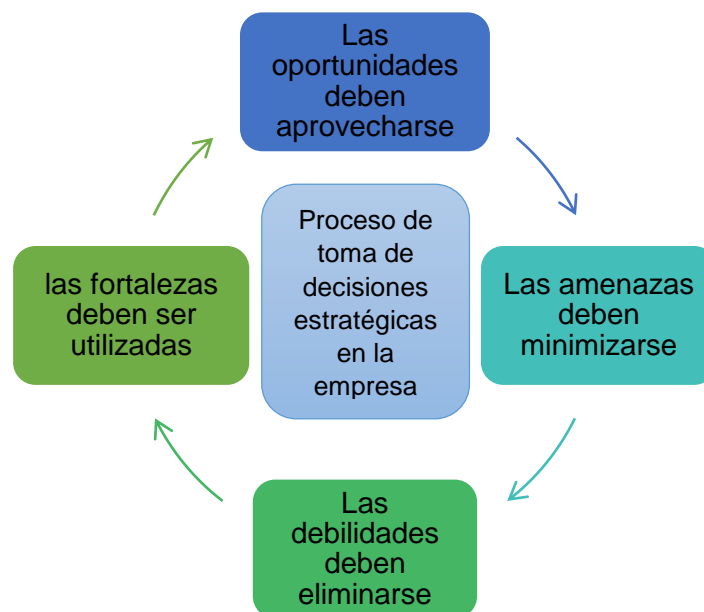 Las
oportunidades
deben
aprovecharse
Proceso de
toma de
decisiones
estratégicas
en la
empresa
las fortalezas
deben ser
utilizadas
Las amenazas
deben
minimizarse
Las
debilidades
deben
eliminarse